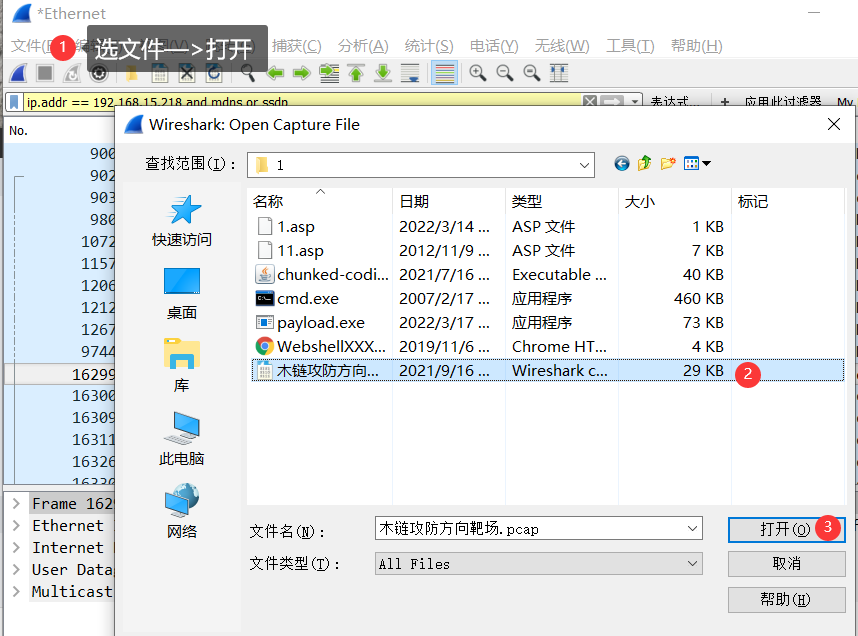 *Ethernet
文件(F) 1 选文件—>打开 捕获(C) 分析(A) 统计(S) 电话(Y) 无线(W) 工具(T) 帮助(H)
ip.addr == 192.168.15.218 and mdns or ssdp 表达式… + 应用此过滤器 My
No.
900
902
903
980
1072
1157
1206
1212
1267
9744
16299
16300
16309
16311
16326
16330
Wireshark: Open Capture File
查找范围(I): 1
快速访问
桌面
库
此电脑
网络
名称 日期 类型 大小 标记
1.asp 2022/3/14 ... ASP 文件 1 KB
11.asp 2012/11/9 ... ASP 文件 7 KB
chunked-codi... 2021/7/16 ... Executable ... 40 KB
cmd.exe 2007/2/17 ... 应用程序 460 KB
payload.exe 2022/3/17 ... 应用程序 73 KB
WebshellXXX... 2019/11/6 ... Chrome HT... 4 KB
木链攻防方向... 2021/9/16 ... Wireshark c... 29 KB 2
文件名(N): 木链攻防方向靶场.pcap 打开(O) 3
文件类型(T): All Files 取消
帮助(H)
Frame 1629
Ethernet
Internet
User Datag
Multicast